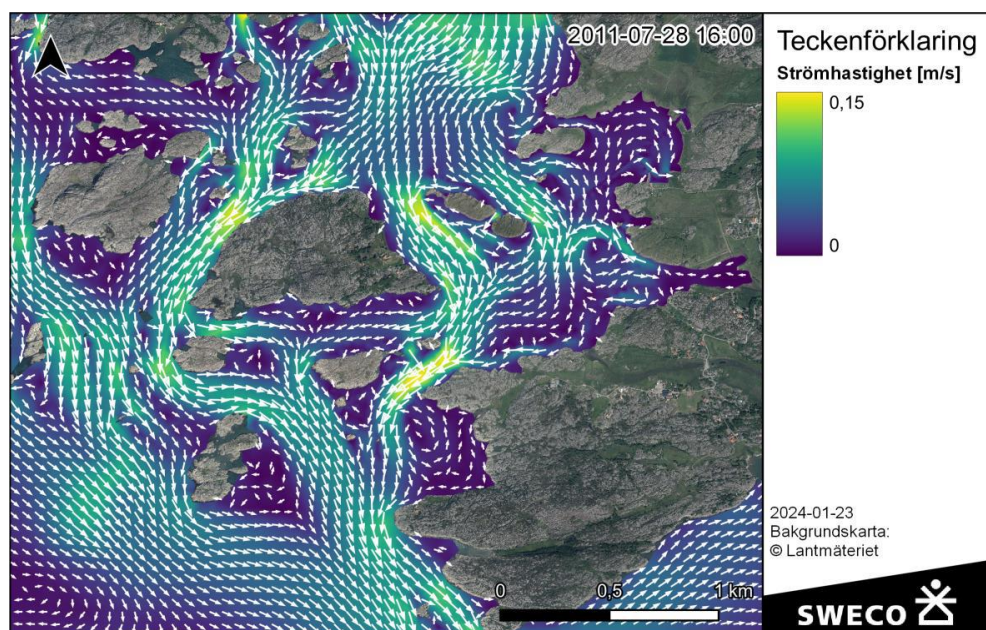 2011-07-28 16:00
Teckenförklaring
Strömhastighet [m/s]
0,15
0
2024-01-23
Bakgrundskarta:
© Lantmäteriet
0 0,5 1 km
SWECO